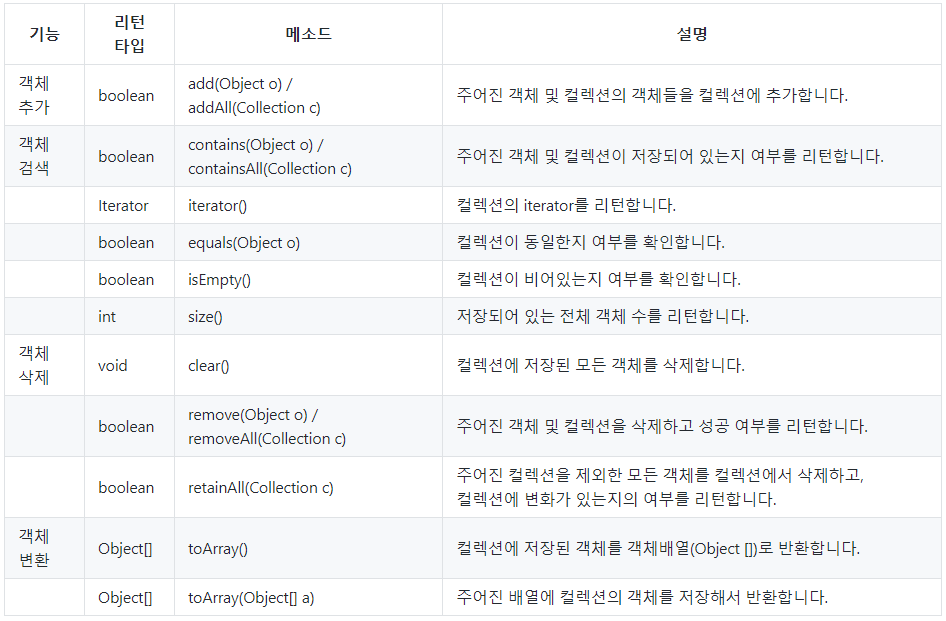 기능
리턴
타입
메소드
설명
객체
추가
boolean
add(Object o) /
addAll(Collection c)
주어진 객체 및 컬렉션의 객체들을 컬렉션에 추가합니다.
객체
검색
boolean
contains(Object o) /
containsAll(Collection c)
주어진 객체 및 컬렉션이 저장되어 있는지 여부를 리턴합니다.
Iterator
iterator()
컬렉션의 iterator를 리턴합니다.
boolean
equals(Object o)
컬렉션이 동일한지 여부를 확인합니다.
boolean
isEmpty()
컬렉션이 비어있는지 여부를 확인합니다.
int
size()
저장되어 있는 전체 객체 수를 리턴합니다.
객체
삭제
void
clear()
컬렉션에 저장된 모든 객체를 삭제합니다.
boolean
remove(Object o) /
removeAll(Collection c)
주어진 객체 및 컬렉션을 삭제하고 성공 여부를 리턴합니다.
boolean
retainAll(Collection c)
주어진 컬렉션을 제외한 모든 객체를 컬렉션에서 삭제하고,
컬렉션에 변화가 있는지의 여부를 리턴합니다.
객체
변환
Object[]
toArray()
컬렉션에 저장된 객체를 객체배열(Object [])로 반환합니다.
Object[]
toArray(Object[] a)
주어진 배열에 컬렉션의 객체를 저장해서 반환합니다.